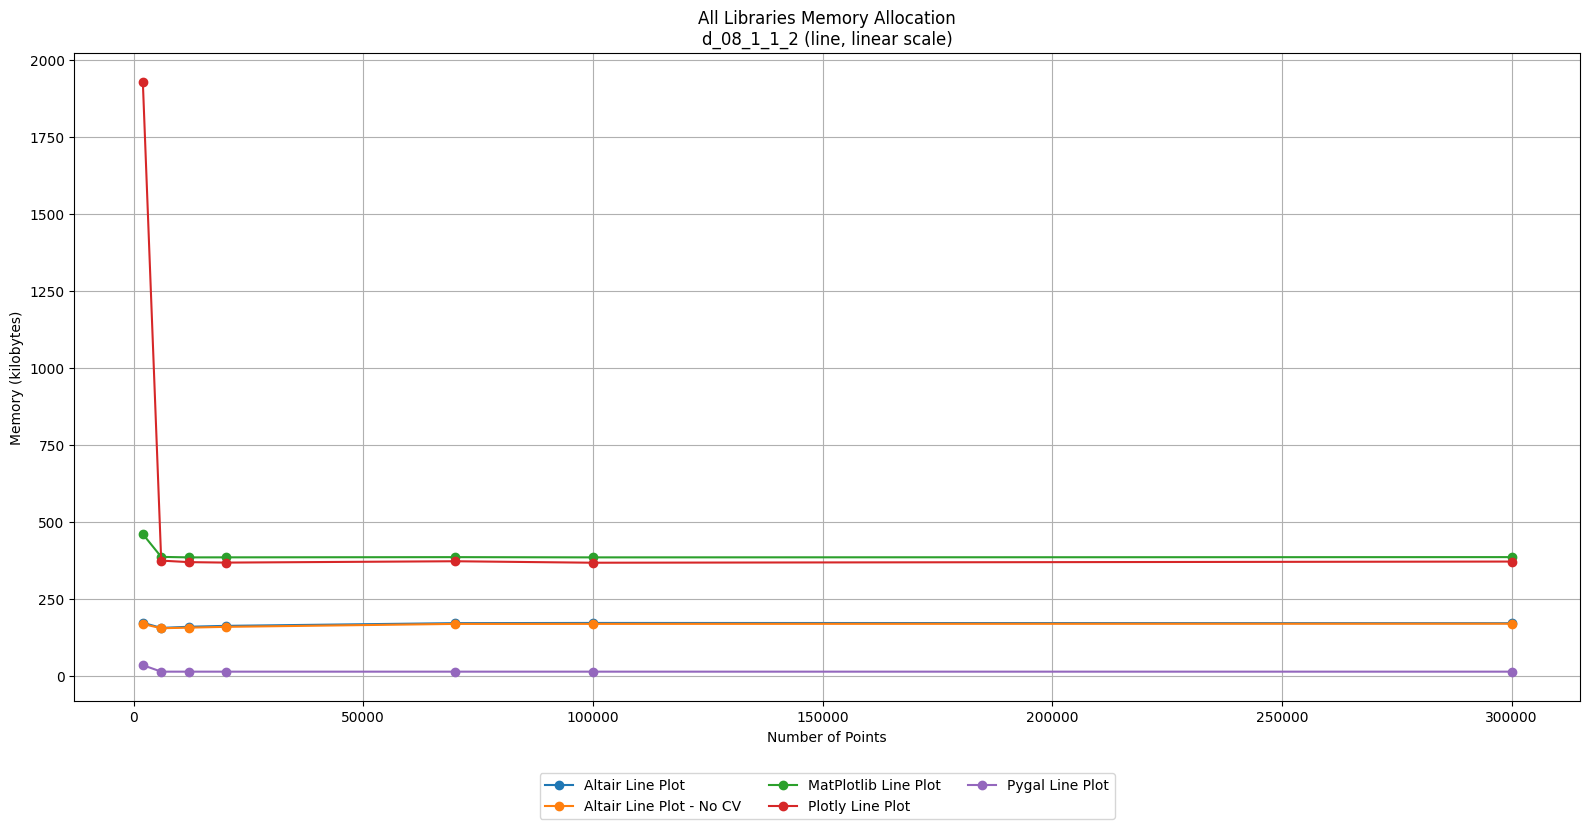 All Libraries Memory Allocation
d_08_1_1_2 (line, linear scale)
2000
1750
1500
1250
1000
750
500
250
0
Memory (kilobytes)
0 50000 100000 150000 200000 250000 300000
Number of Points
Altair Line Plot MatPlotlib Line Plot Pygal Line Plot
Altair Line Plot - No CV Plotly Line Plot